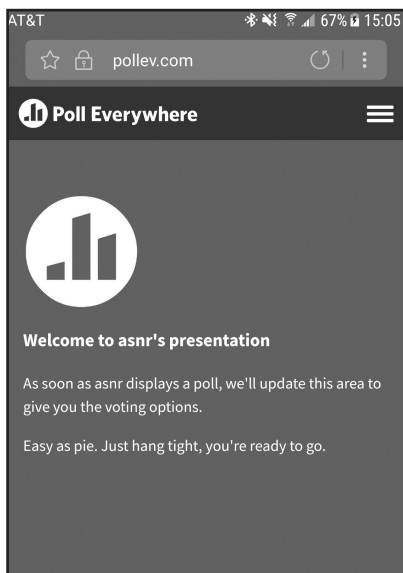 AT&T 67% 15:05
pollev.com
Poll Everywhere
Welcome to asnr's presentation
As soon as asnr displays a poll, we'll update this area to
give you the voting options.
Easy as pie. Just hang tight, you're ready to go.